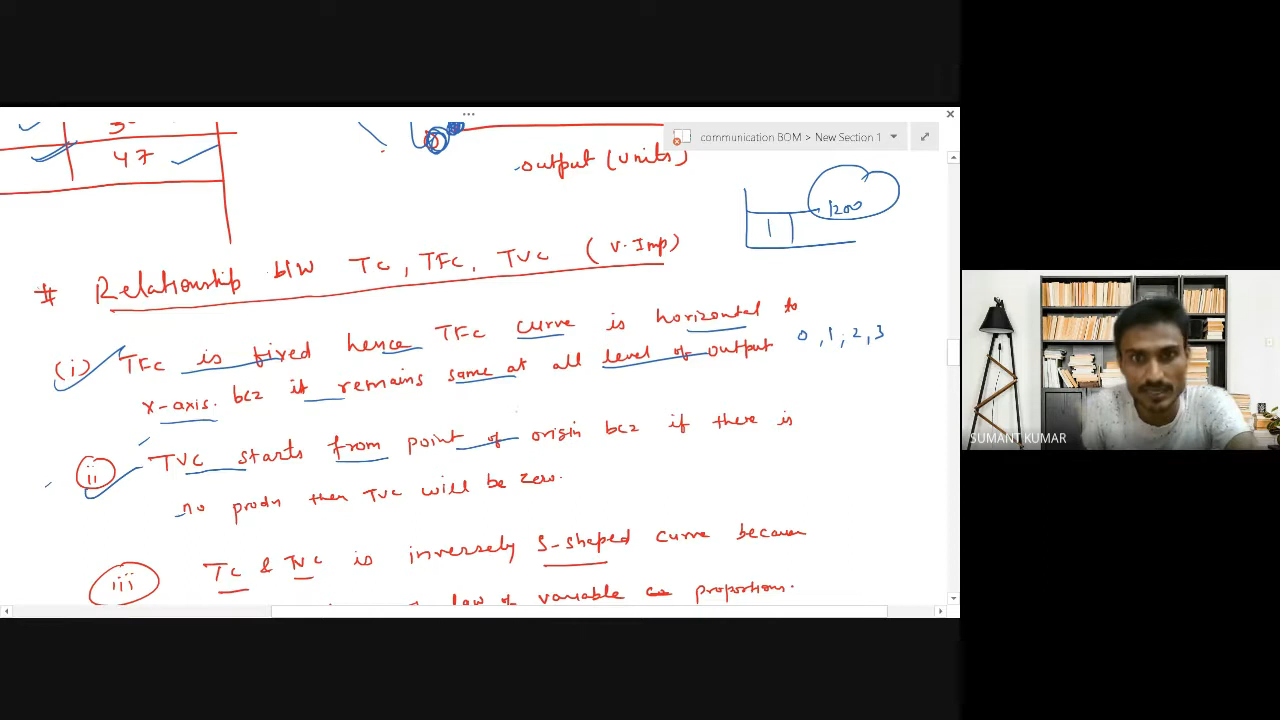 3
47
output (units)
communication BOM > New Section 1
1
1200
# Relationship b/w TC, TFC, TVC (V.Imp)
(i) TFC is fixed hence TFC curve is horizontal to
x-axis. bcz it remains same at all level of output 0, 1, 2, 3
ii TVC starts from point of origin bcz if there is
no prodn then TVC will be zero.
iii TC & TVC is inversely S-shaped curve because
law of variable proportions.
SUMANT KUMAR